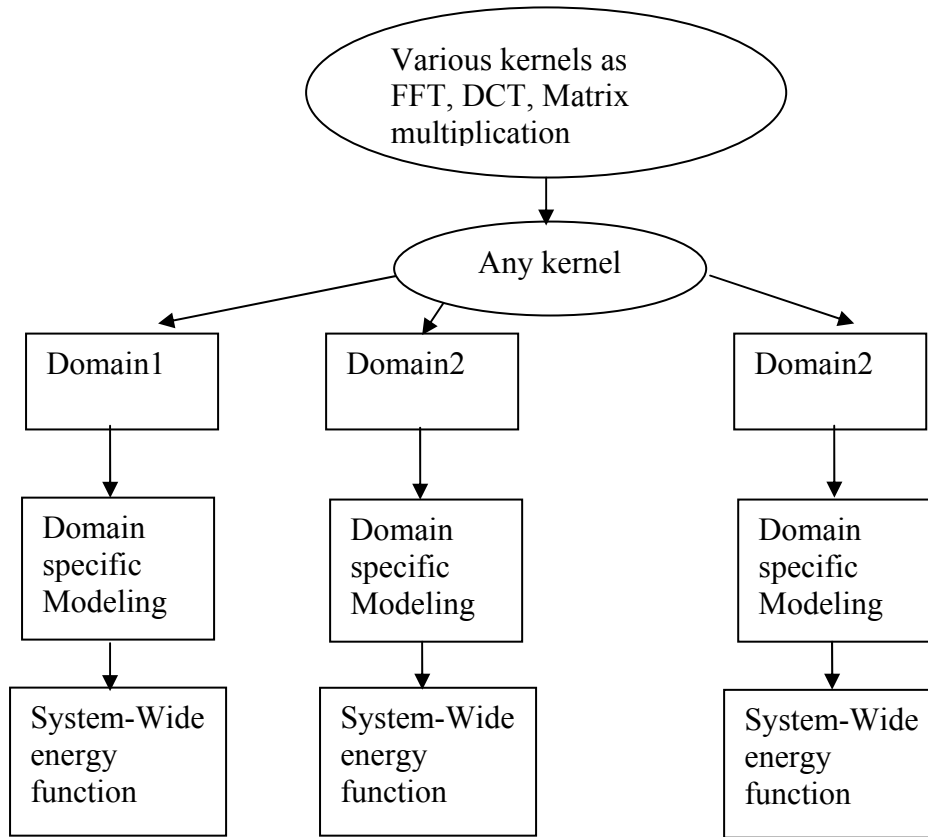 Various kernels as
FFT, DCT, Matrix
multiplication
Any kernel
Domain1
Domain2
Domain2
Domain
specific
Modeling
Domain
specific
Modeling
Domain
specific
Modeling
System-Wide
energy
function
System-Wide
energy
function
System-Wide
energy
function